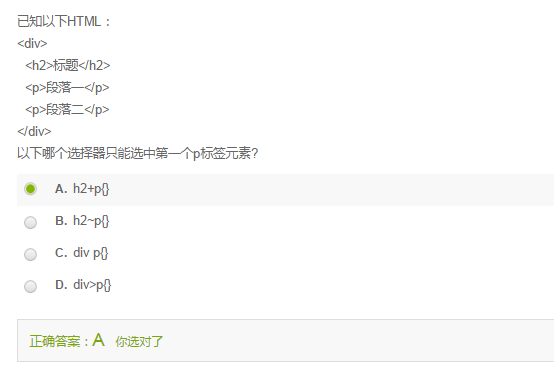 已知以下HTML：
<div>
<h2>标题</h2>
<p>段落一</p>
<p>段落二</p>
</div>
以下哪个选择器只能选中第一个p标签元素?
A. h2+p{}
B. h2~p{}
C. div p{}
D. div>p{}
正确答案：A 你选对了